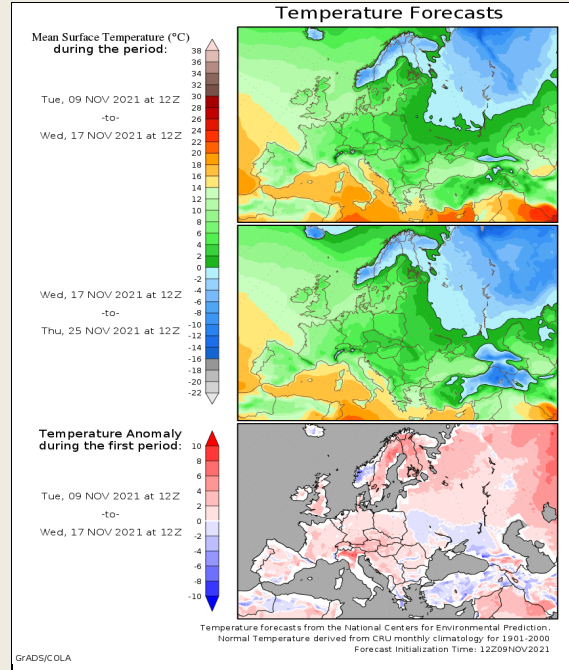 Temperature Forecasts
Mean Surface Temperature (°C)
during the period:
38
36
34
32
30
28
26
24
22
20
18
16
14
12
10
8
6
4
2
0
-2
-4
-6
-8
-10
-12
-14
-16
-18
-20
-22
Tue, 09 NOV 2021 at 12Z
-to-
Wed, 17 NOV 2021 at 12Z
Wed, 17 NOV 2021 at 12Z
-to-
Thu, 25 NOV 2021 at 12Z
Temperature Anomaly
during the first period:
10
8
6
4
2
0
-2
-4
-6
-8
-10
Tue, 09 NOV 2021 at 12Z
-to-
Wed, 17 NOV 2021 at 12Z
Temperature forecasts from the National Centers for Environmental Prediction.
Normal Temperature derived from CRU monthly climatology for 1901-2000
Forecast Initialization Time: 12Z09NOV2021
GrADS/COLA